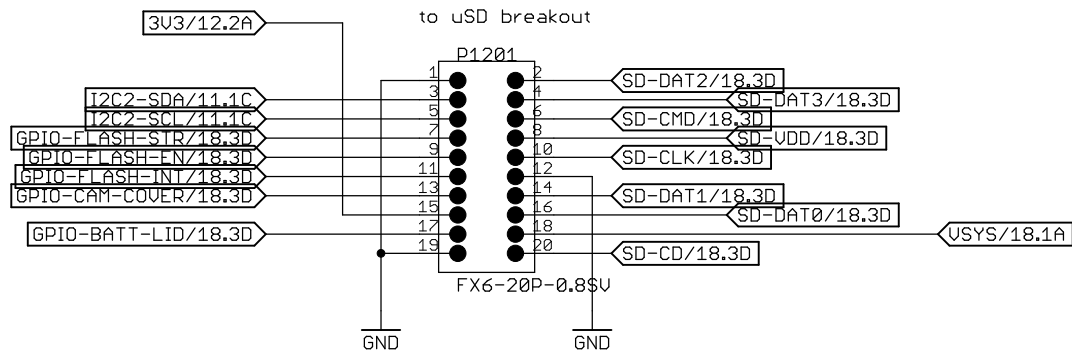 to uSD breakout
3V3/12.2A
P1201
1 2 SD-DAT2/18.3D
I2C2-SDA/11.1C 3 4 SD-DAT3/18.3D
I2C2-SCL/11.1C 5 6 SD-CMD/18.3D
GPIO-FLASH-STR/18.3D 7 8 SD-VDD/18.3D
GPIO-FLASH-EN/18.3D 9 10 SD-CLK/18.3D
GPIO-FLASH-INT/18.3D 11 12
GPIO-CAM-COVER/18.3D 13 14 SD-DAT1/18.3D
15 16 SD-DAT0/18.3D
GPIO-BATT-LID/18.3D 17 18 VSYS/18.1A
19 20 SD-CD/18.3D
FX6-20P-0.8SV
GND GND